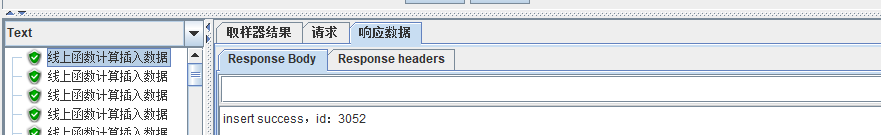 Text
线上函数计算插入数据
线上函数计算插入数据
线上函数计算插入数据
线上函数计算插入数据
线上函数计算插入数据
取样器结果 请求 响应数据
Response Body Response headers
insert success，id：3052